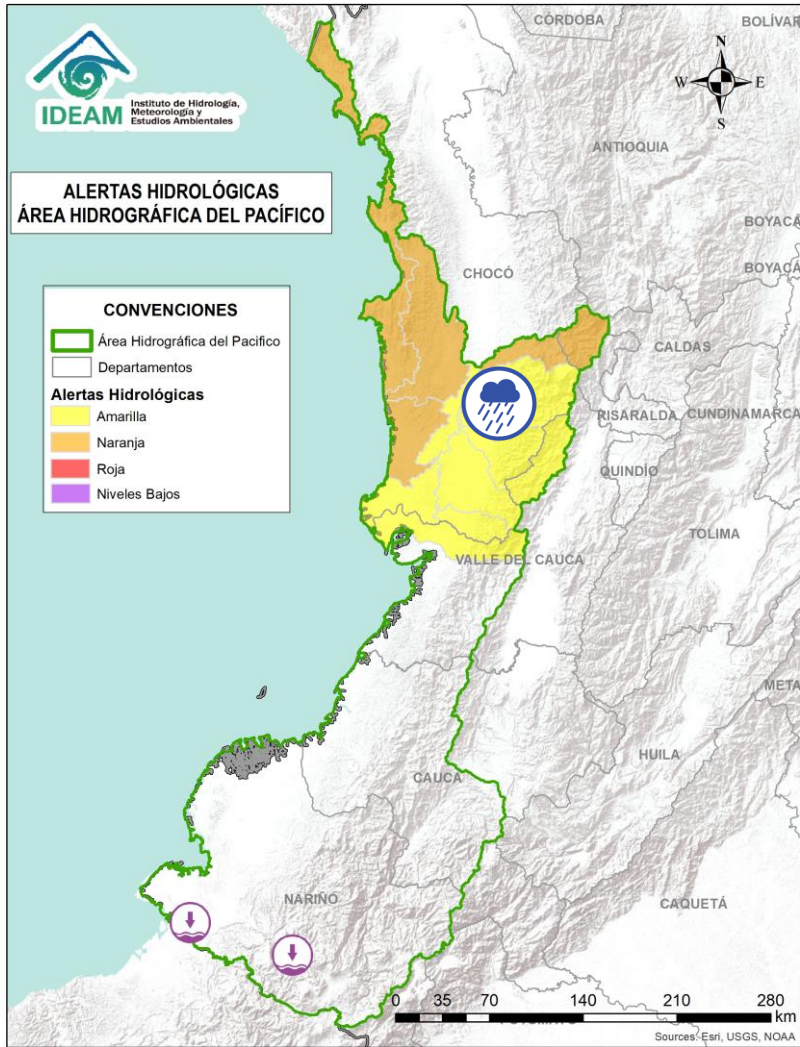 IDEAM
Instituto de Hidrología,
Meteorología y
Estudios Ambientales
CÓRDOBA
BOLÍVAR
N
W
E
S
ANTIOQUIA
ALERTAS HIDROLÓGICAS
ÁREA HIDROGRÁFICA DEL PACÍFICO
BOYACÁ
BOYACÁ
CHOCÓ
CONVENCIONES
Área Hidrográfica del Pacifico
Departamentos
Alertas Hidrológicas
Amarilla
Naranja
Roja
Niveles Bajos
CALDAS
RISARALDA
CUNDINAMARCA
QUINDÍO
TOLIMA
VALLE DEL CAUCA
META
HUILA
CAUCA
NARIÑO
CAQUETÁ
0 35 70 140 210 280
km
Sources: Esri, USGS, NOAA